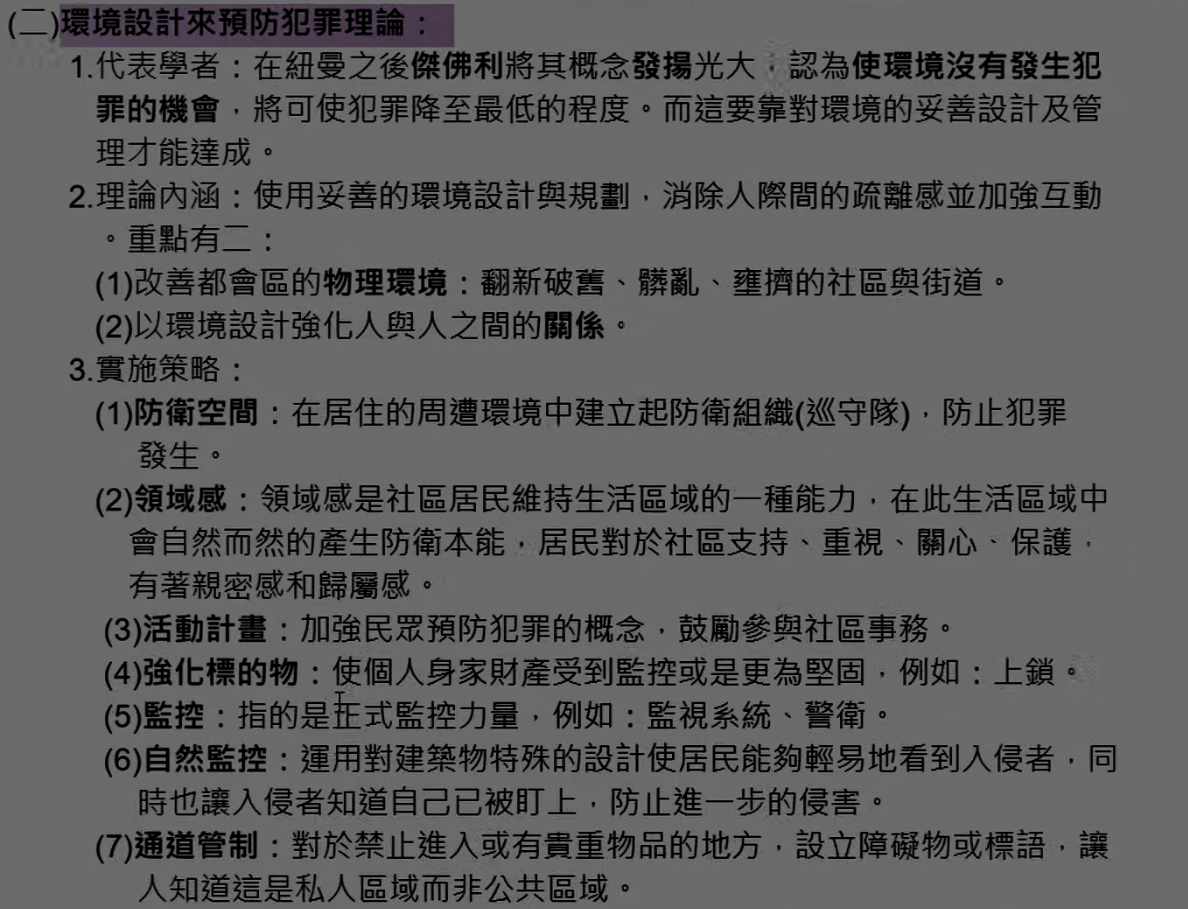 (二)環境設計來預防犯罪理論：
1.代表學者：在紐曼之後傑佛利將其概念發揚光大，認為使環境沒有發生犯
罪的機會，將可使犯罪降至最低的程度。而這要靠對環境的妥善設計及管
理才能達成。
2.理論內涵：使用妥善的環境設計與規劃，消除人際間的疏離感並加強互動
。重點有二：
(1)改善都會區的物理環境：翻新破舊、髒亂、壅擠的社區與街道。
(2)以環境設計強化人與人之間的關係。
3.實施策略：
(1)防衛空間：在居住的周遭環境中建立起防衛組織(巡守隊)，防止犯罪
發生。
(2)領域感：領域感是社區居民維持生活區域的一種能力，在此生活區域中
會自然而然的產生防衛本能，居民對於社區支持、重視、關心、保護，
有著親密感和歸屬感。
(3)活動計畫：加強民眾預防犯罪的概念，鼓勵參與社區事務。
(4)強化標的物：使個人身家財產受到監控或是更為堅固，例如：上鎖。
(5)監控：指的是正式監控力量，例如：監視系統、警衛。
(6)自然監控：運用對建築物特殊的設計使居民能夠輕易地看到入侵者，同
時也讓入侵者知道自己已被盯上，防止進一步的侵害。
(7)通道管制：對於禁止進入或有貴重物品的地方，設立障礙物或標語，讓
人知道這是私人區域而非公共區域。